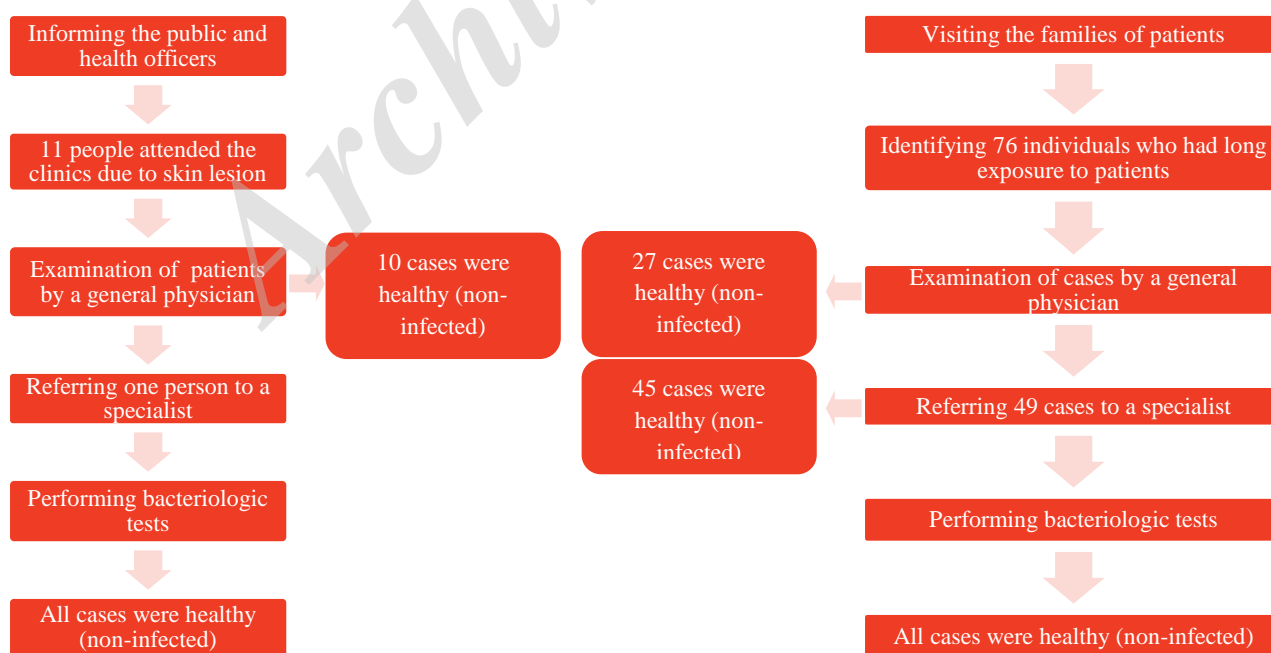 Informing the public and
health officers
11 people attended the
clinics due to skin lesion
Examination of patients
by a general physician
Referring one person to a
specialist
Performing bacteriologic
tests
All cases were healthy
(non-infected)
10 cases were
healthy (non-
infected)
27 cases were
healthy (non-
infected)
45 cases were
healthy (non-
infected)
Visiting the families of patients
Identifying 76 individuals who had long
exposure to patients
Examination of cases by a general
physician
Referring 49 cases to a specialist
Performing bacteriologic tests
All cases were healthy (non-infected)